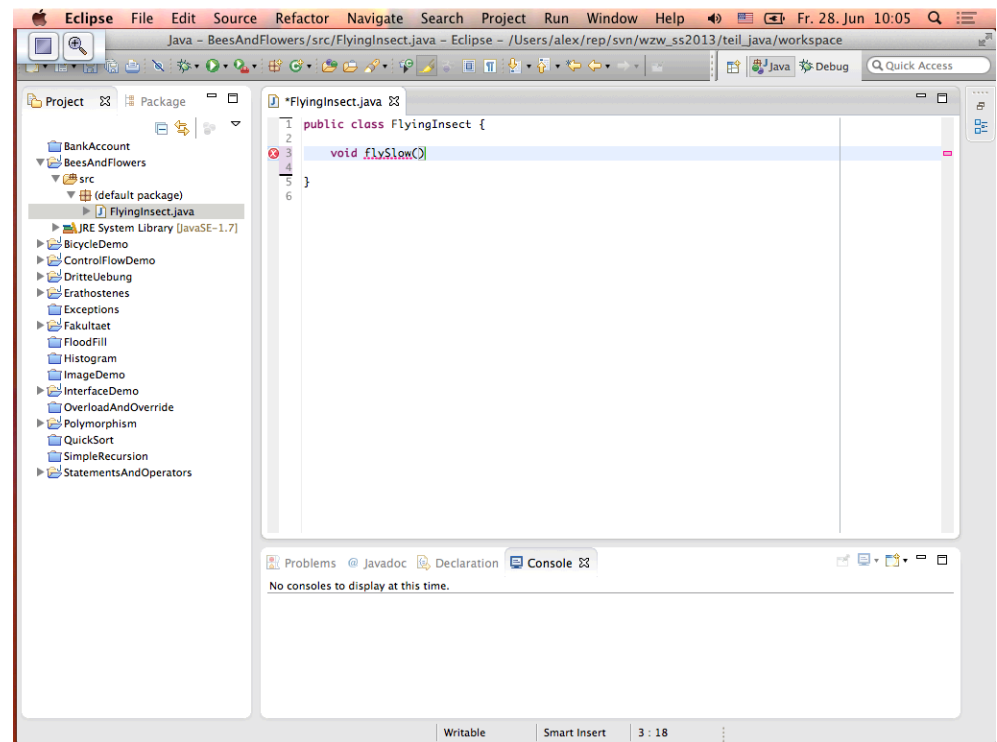 Eclipse File Edit Source Refactor Navigate Search Project Run Window Help Fr. 28. Jun 10:05
Java – BeesAndFlowers/src/FlyingInsect.java – Eclipse – /Users/alex/rep/svn/wzw_ss2013/teil_java/workspace
Java Debug Quick Access
Project Package
BankAccount
BeesAndFlowers
src
(default package)
FlyingInsect.java
JRE System Library [JavaSE-1.7]
BicycleDemo
ControlFlowDemo
DritteUebung
Erathostenes
Exceptions
Fakultaet
FloodFill
Histogram
ImageDemo
InterfaceDemo
OverloadAndOverride
Polymorphism
QuickSort
SimpleRecursion
StatementsAndOperators
*FlyingInsect.java
1 public class FlyingInsect {
2
3 void flySlow()
4
5 }
6
Problems @ Javadoc Declaration Console
No consoles to display at this time.
Writable Smart Insert 3 : 18